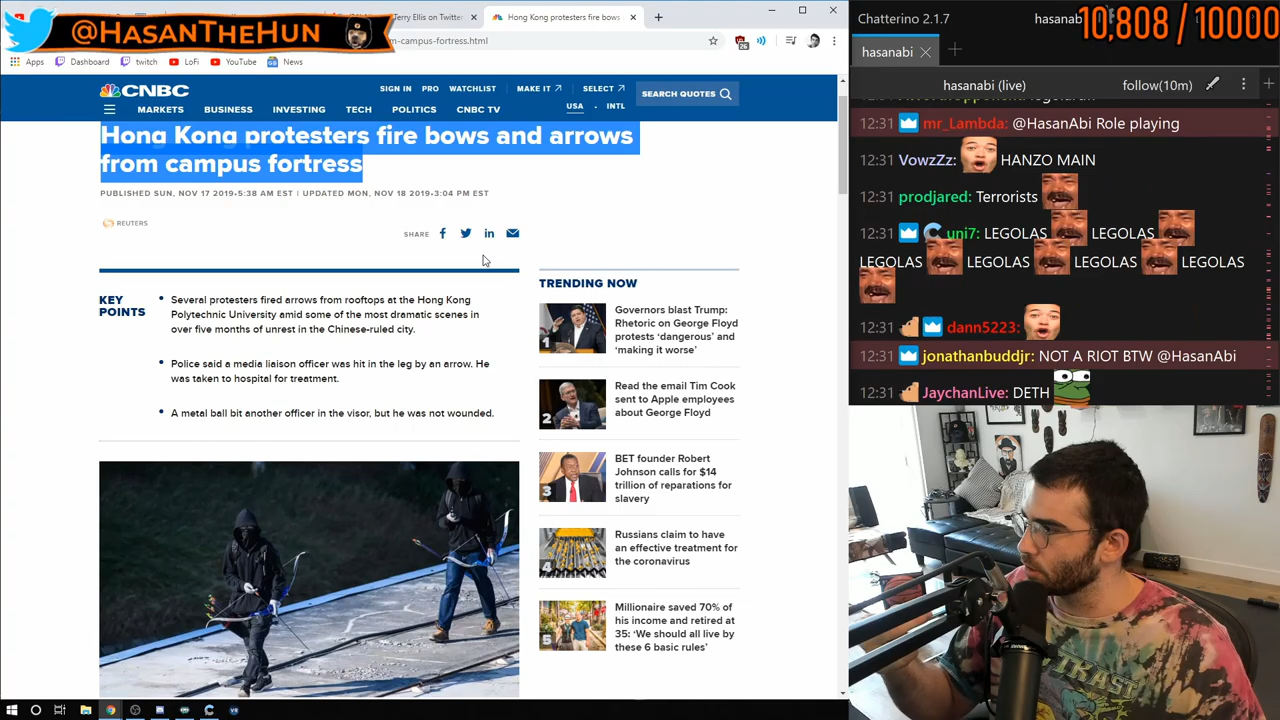 @HasanTheHun
Terry Ellis on Twitte
Hong Kong protesters fire bows
m-campus-fortress.html
26
Apps
Dashboard
twitch
LoFi
YouTube
News
CNBC
SIGN IN
PRO
WATCHLIST
MAKE IT
SELECT
USA
INTL
SEARCH QUOTES
MARKETS
BUSINESS
INVESTING
TECH
POLITICS
CNBC TV
Hong Kong protesters fire bows and arrows
from campus fortress
PUBLISHED SUN, NOV 17 2019•5:38 AM EST | UPDATED MON, NOV 18 2019•3:04 PM EST
REUTERS
SHARE
KEY
POINTS
Several protesters fired arrows from rooftops at the Hong Kong
Polytechnic University amid some of the most dramatic scenes in
over five months of unrest in the Chinese-ruled city.
Police said a media liaison officer was hit in the leg by an arrow. He
was taken to hospital for treatment.
A metal ball bit another officer in the visor, but he was not wounded.
TRENDING NOW
1
Governors blast Trump:
Rhetoric on George Floyd
protests ‘dangerous’ and
‘making it worse’
2
Read the email Tim Cook
sent to Apple employees
about George Floyd
3
BET founder Robert
Johnson calls for $14
trillion of reparations for
slavery
4
Russians claim to have
an effective treatment for
the coronavirus
5
Millionaire saved 70% of
his income and retired at
35: ‘We should all live by
these 6 basic rules’
Chatterino 2.1.7
hasanabi
10,808 / 10000
hasanabi
hasanabi (live)
follow(10m)
12:31 mr_Lambda: @HasanAbi Role playing
12:31 VowzZz: HANZO MAIN
12:31 prodjared: Terrorists
12:31 uni7: LEGOLAS LEGOLAS
LEGOLAS LEGOLAS LEGOLAS LEGOLAS
12:31 dann5223:
12:31 jonathanbuddjr: NOT A RIOT BTW @HasanAbi
12:31 JaychanLive: DETH